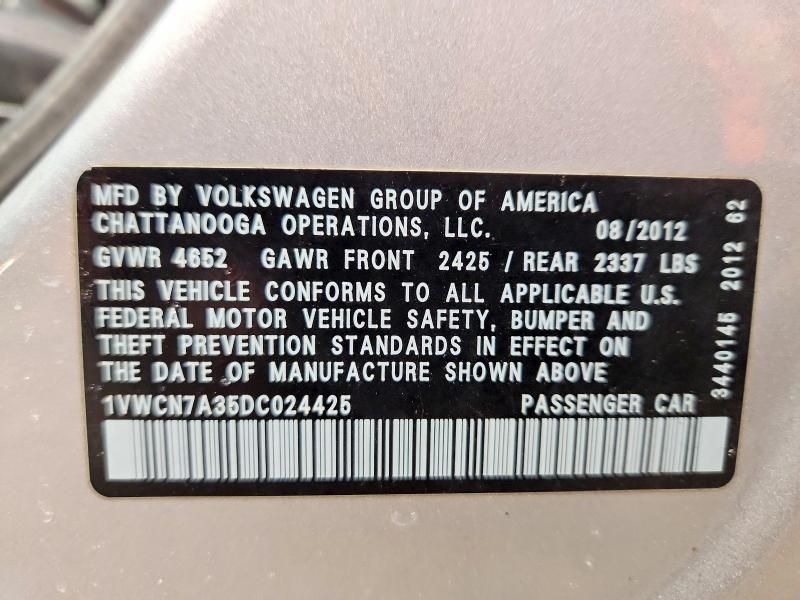 MFD BY VOLKSWAGEN GROUP OF AMERICA
CHATTANOOGA OPERATIONS, LLC. 08/2012
GVWR 4652 GAWR FRONT 2425 / REAR 2337 LBS
THIS VEHICLE CONFORMS TO ALL APPLICABLE U.S.
FEDERAL MOTOR VEHICLE SAFETY, BUMPER AND
THEFT PREVENTION STANDARDS IN EFFECT ON
THE DATE OF MANUFACTURE SHOWN ABOVE
1VWCN7A35DC024425 PASSENGER CAR
3440145 2012 62